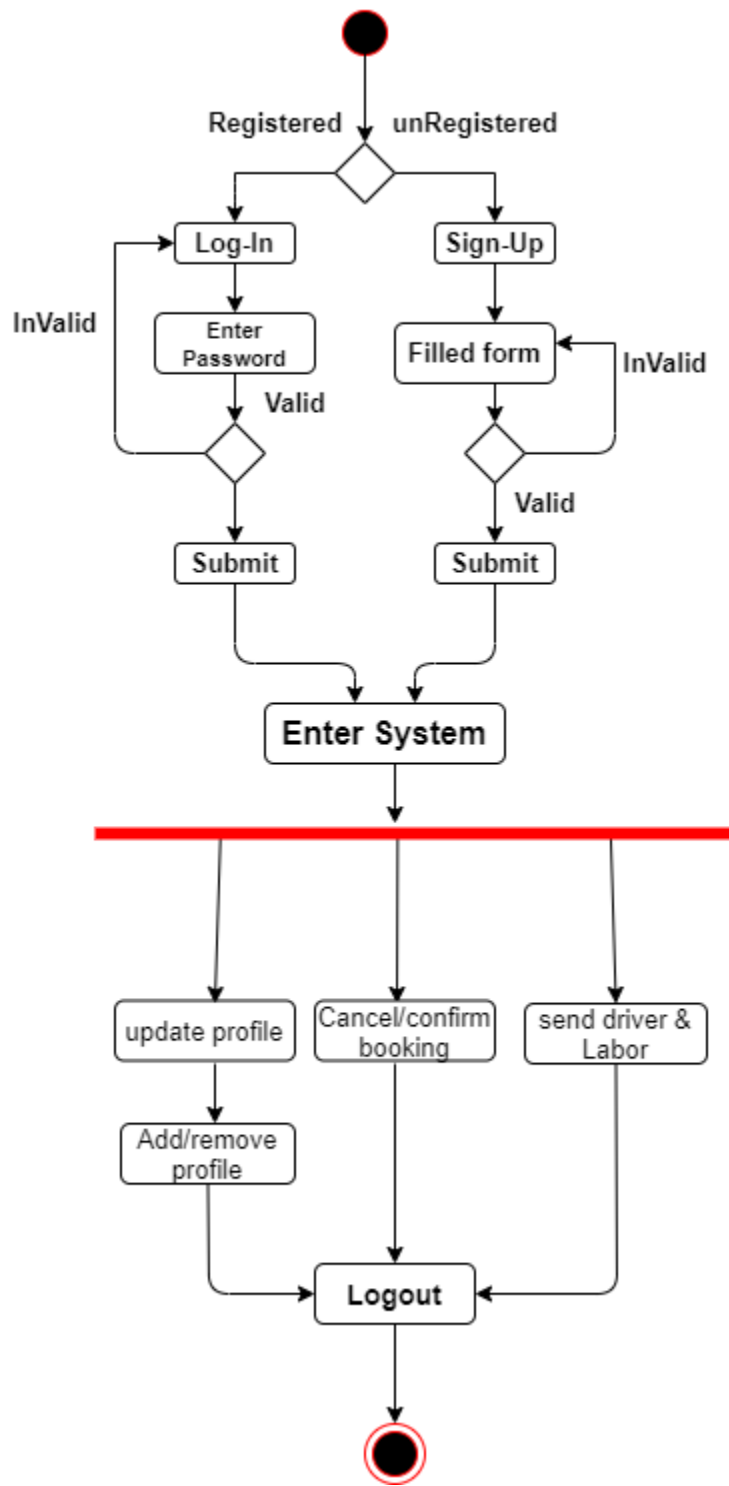 Registered
unRegistered
Log-In
Sign-Up
InValid
Enter
Password
Filled form
InValid
Valid
Valid
Submit
Submit
Enter System
update profile
Cancel/confirm
booking
send driver &
Labor
Add/remove
profile
Logout